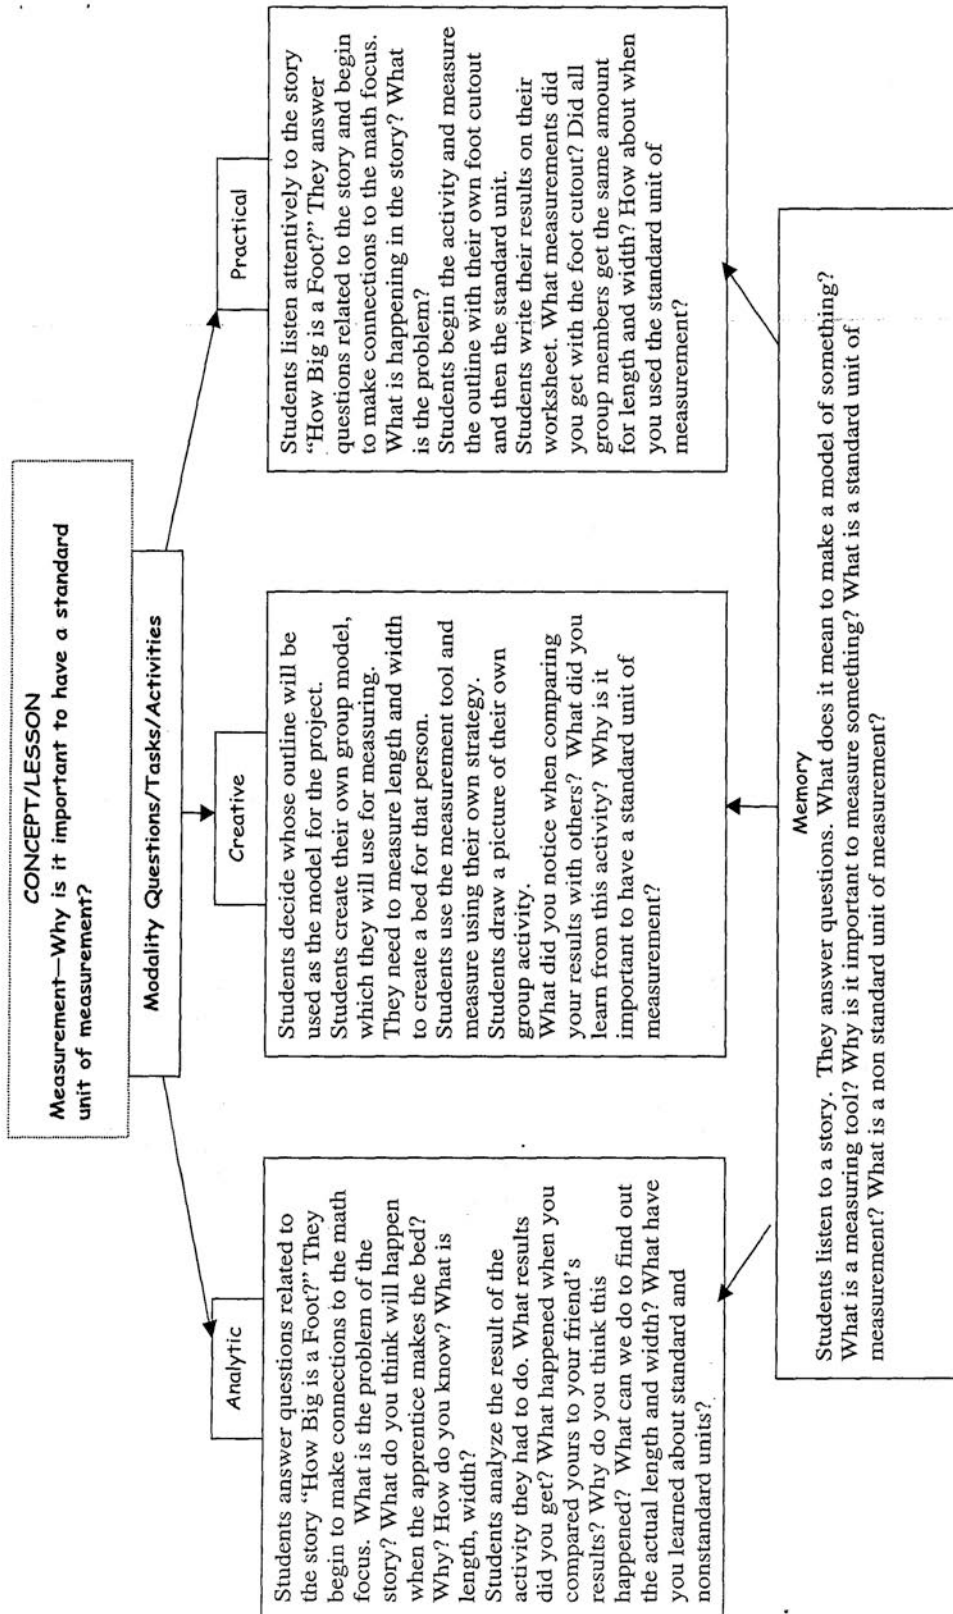 CONCEPT/LESSON
Measurement—Why is it important to have a standard
unit of measurement?
Modality Questions/Tasks/Activities
Analytic
Students answer questions related to
the story “How Big is a Foot?” They
begin to make connections to the math
focus. What is the problem of the
story? What do you think will happen
when the apprentice makes the bed?
Why? How do you know? What is
length, width?
Students analyze the result of the
activity they had to do. What results
did you get? What happened when you
compared yours to your friend’s
results? Why do you think this
happened? What can we do to find out
the actual length and width? What have
you learned about standard and
nonstandard units?
Creative
Students decide whose outline will be
used as the model for the project.
Students create their own group model,
which they will use for measuring.
They need to measure length and width
to create a bed for that person.
Students use the measurement tool and
measure using their own strategy.
Students draw a picture of their own
group activity.
What did you notice when comparing
your results with others? What did you
learn from this activity? Why is it
important to have a standard unit of
measurement?
Practical
Students listen attentively to the story
“How Big is a Foot?” They answer
questions related to the story and begin
to make connections to the math focus.
What is happening in the story? What
is the problem?
Students begin the activity and measure
the outline with their own foot cutout
and then the standard unit.
Students write their results on their
worksheet. What measurements did
you get with the foot cutout? Did all
group members get the same amount
for length and width? How about when
you used the standard unit of
measurement?
Memory
Students listen to a story. They answer questions. What does it mean to make a model of something?
What is a measuring tool? Why is it important to measure something? What is a standard unit of
measurement? What is a non standard unit of measurement?